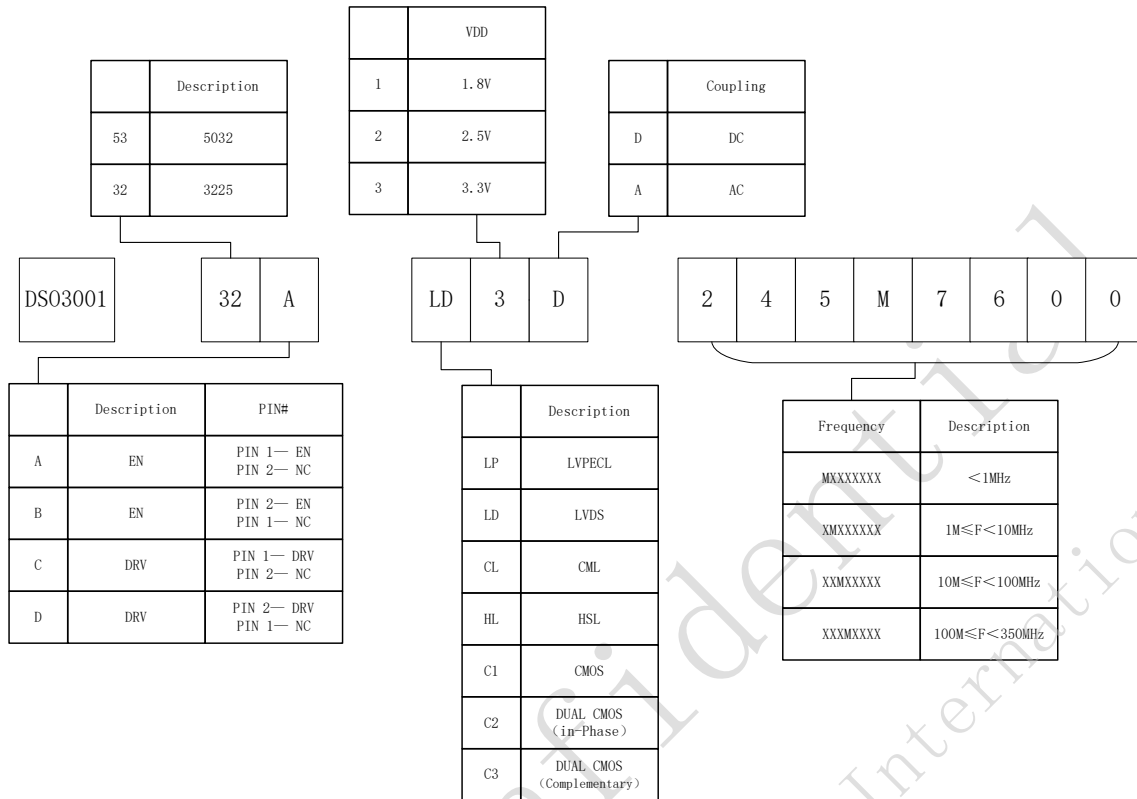 VDD
1 1.8V
2 2.5V
3 3.3V
Description
53 5032
32 3225
Coupling
D DC
A AC
DSO3001 32 A LD 3 D 2 4 5 M 7 6 0 0
Description PIN#
A EN PIN 1— EN
PIN 2— NC
B EN PIN 2— EN
PIN 1— NC
C DRV PIN 1— DRV
PIN 2— NC
D DRV PIN 2— DRV
PIN 1— NC
Description
LP LVPECL
LD LVDS
CL CML
HL HSL
C1 CMOS
C2 DUAL CMOS
(in-Phase)
C3 DUAL CMOS
(Complementary)
Frequency Description
MXXXXXXX <1MHz
XMXXXXXX 1M≤F<10MHz
XXMXXXXX 10M≤F<100MHz
XXXMXXXX 100M≤F<350MHz
fidential
Internatio